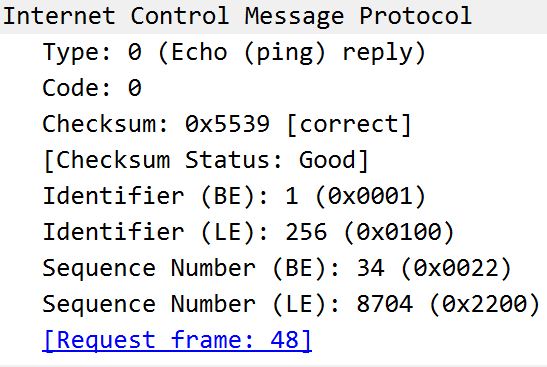 Internet Control Message Protocol
Type: 0 (Echo (ping) reply)
Code: 0
Checksum: 0x5539 [correct]
[Checksum Status: Good]
Identifier (BE): 1 (0x0001)
Identifier (LE): 256 (0x0100)
Sequence Number (BE): 34 (0x0022)
Sequence Number (LE): 8704 (0x2200)
[Request frame: 48]